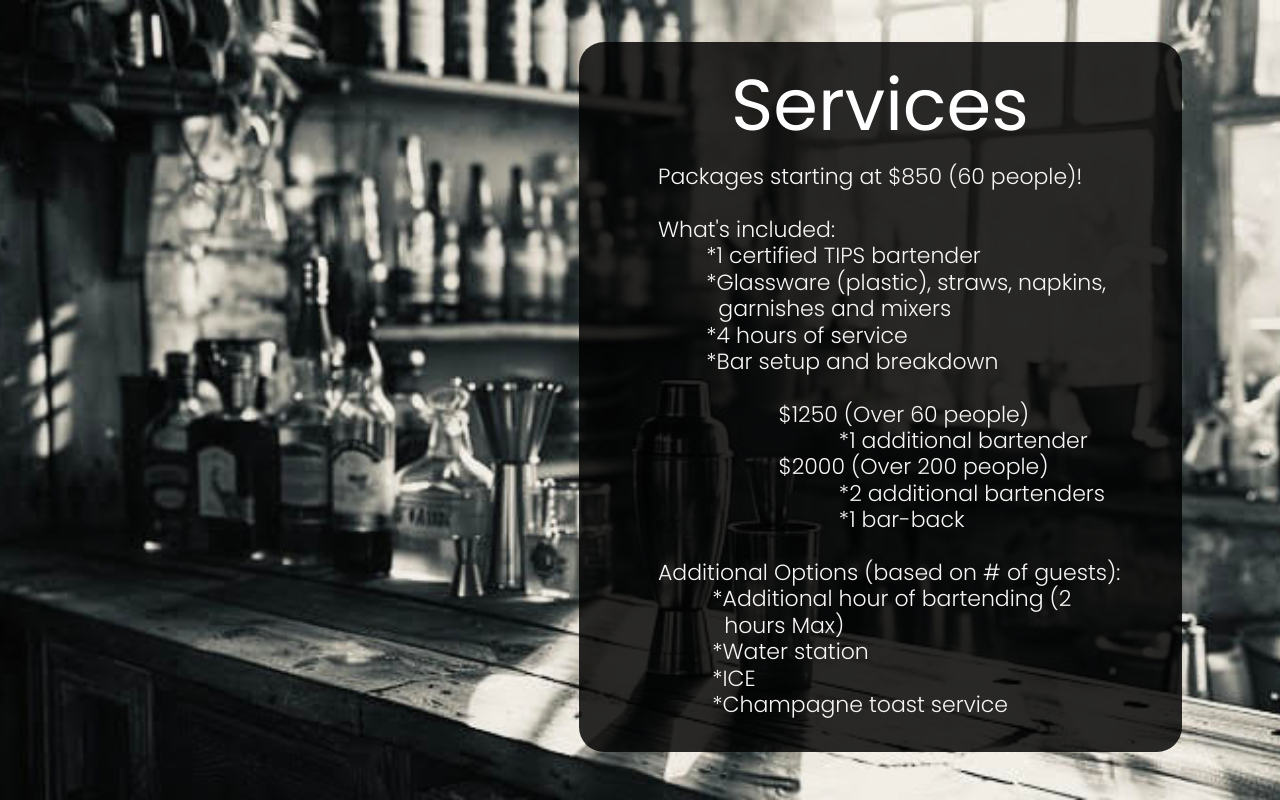 Services
Packages starting at $850 (60 people)!
What's included:
*1 certified TIPS bartender
*Glassware (plastic), straws, napkins,
garnishes and mixers
*4 hours of service
*Bar setup and breakdown
$1250 (Over 60 people)
*1 additional bartender
$2000 (Over 200 people)
*2 additional bartenders
*1 bar-back
Additional Options (based on # of guests):
*Additional hour of bartending (2
hours Max)
*Water station
*ICE
*Champagne toast service